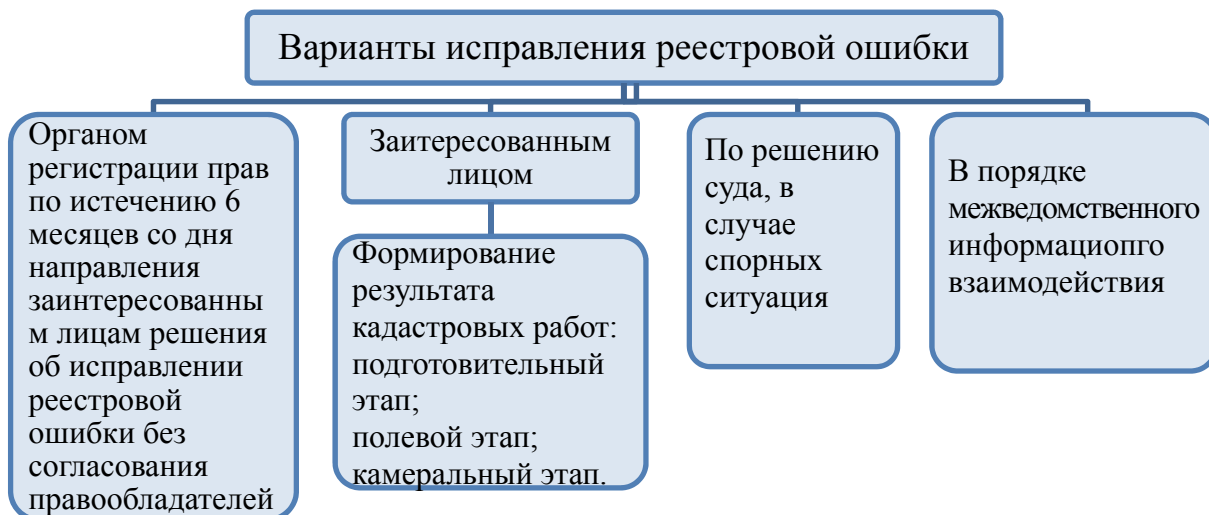 Варианты исправления реестровой ошибки
Органом
регистрации прав
по истечению 6
месяцев со дня
направления
заинтересованны
м лицам решения
об исправлении
реестровой
ошибки без
согласования
правообладателей
Заитересованным
лицом
Формирование
результата
кадастровых работ:
подготовительный
этап;
полевой этап;
камеральный этап.
По решению
суда, в
случае
спорных
ситуация
В порядке
межведомственного
информациопго
взаимодействия